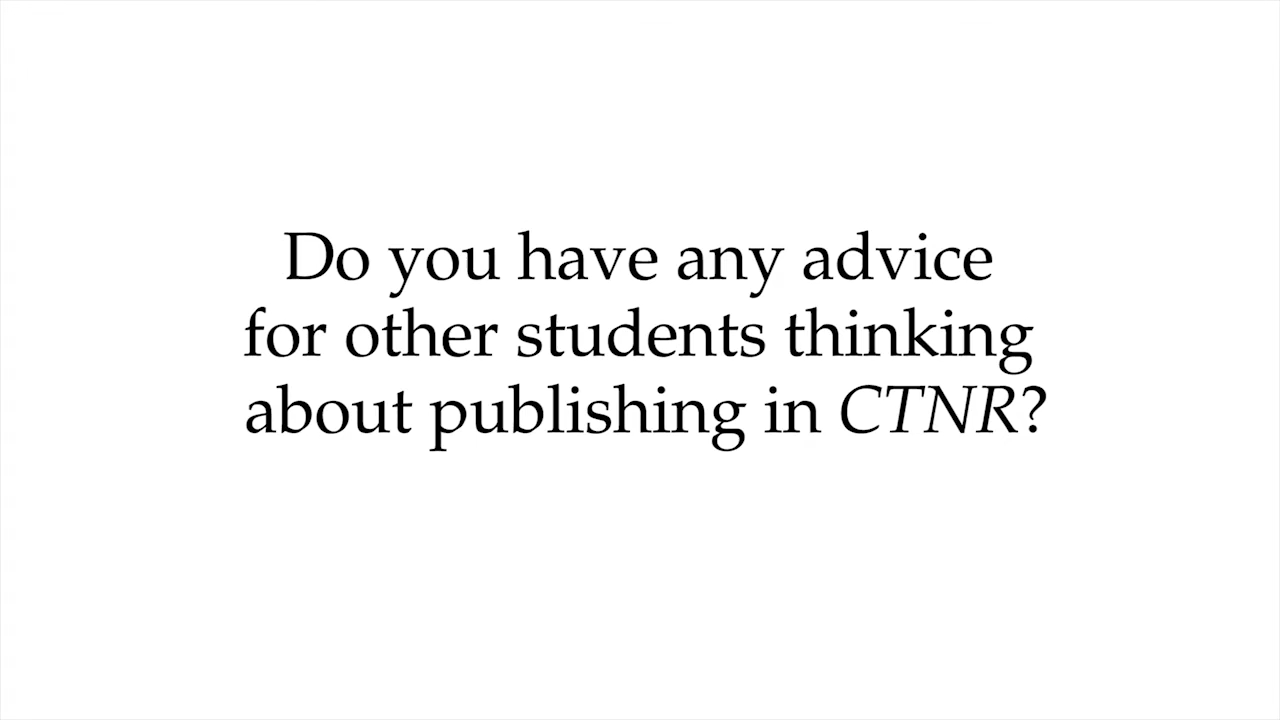 Do you have any advice
for other students thinking
about publishing in CTNR?